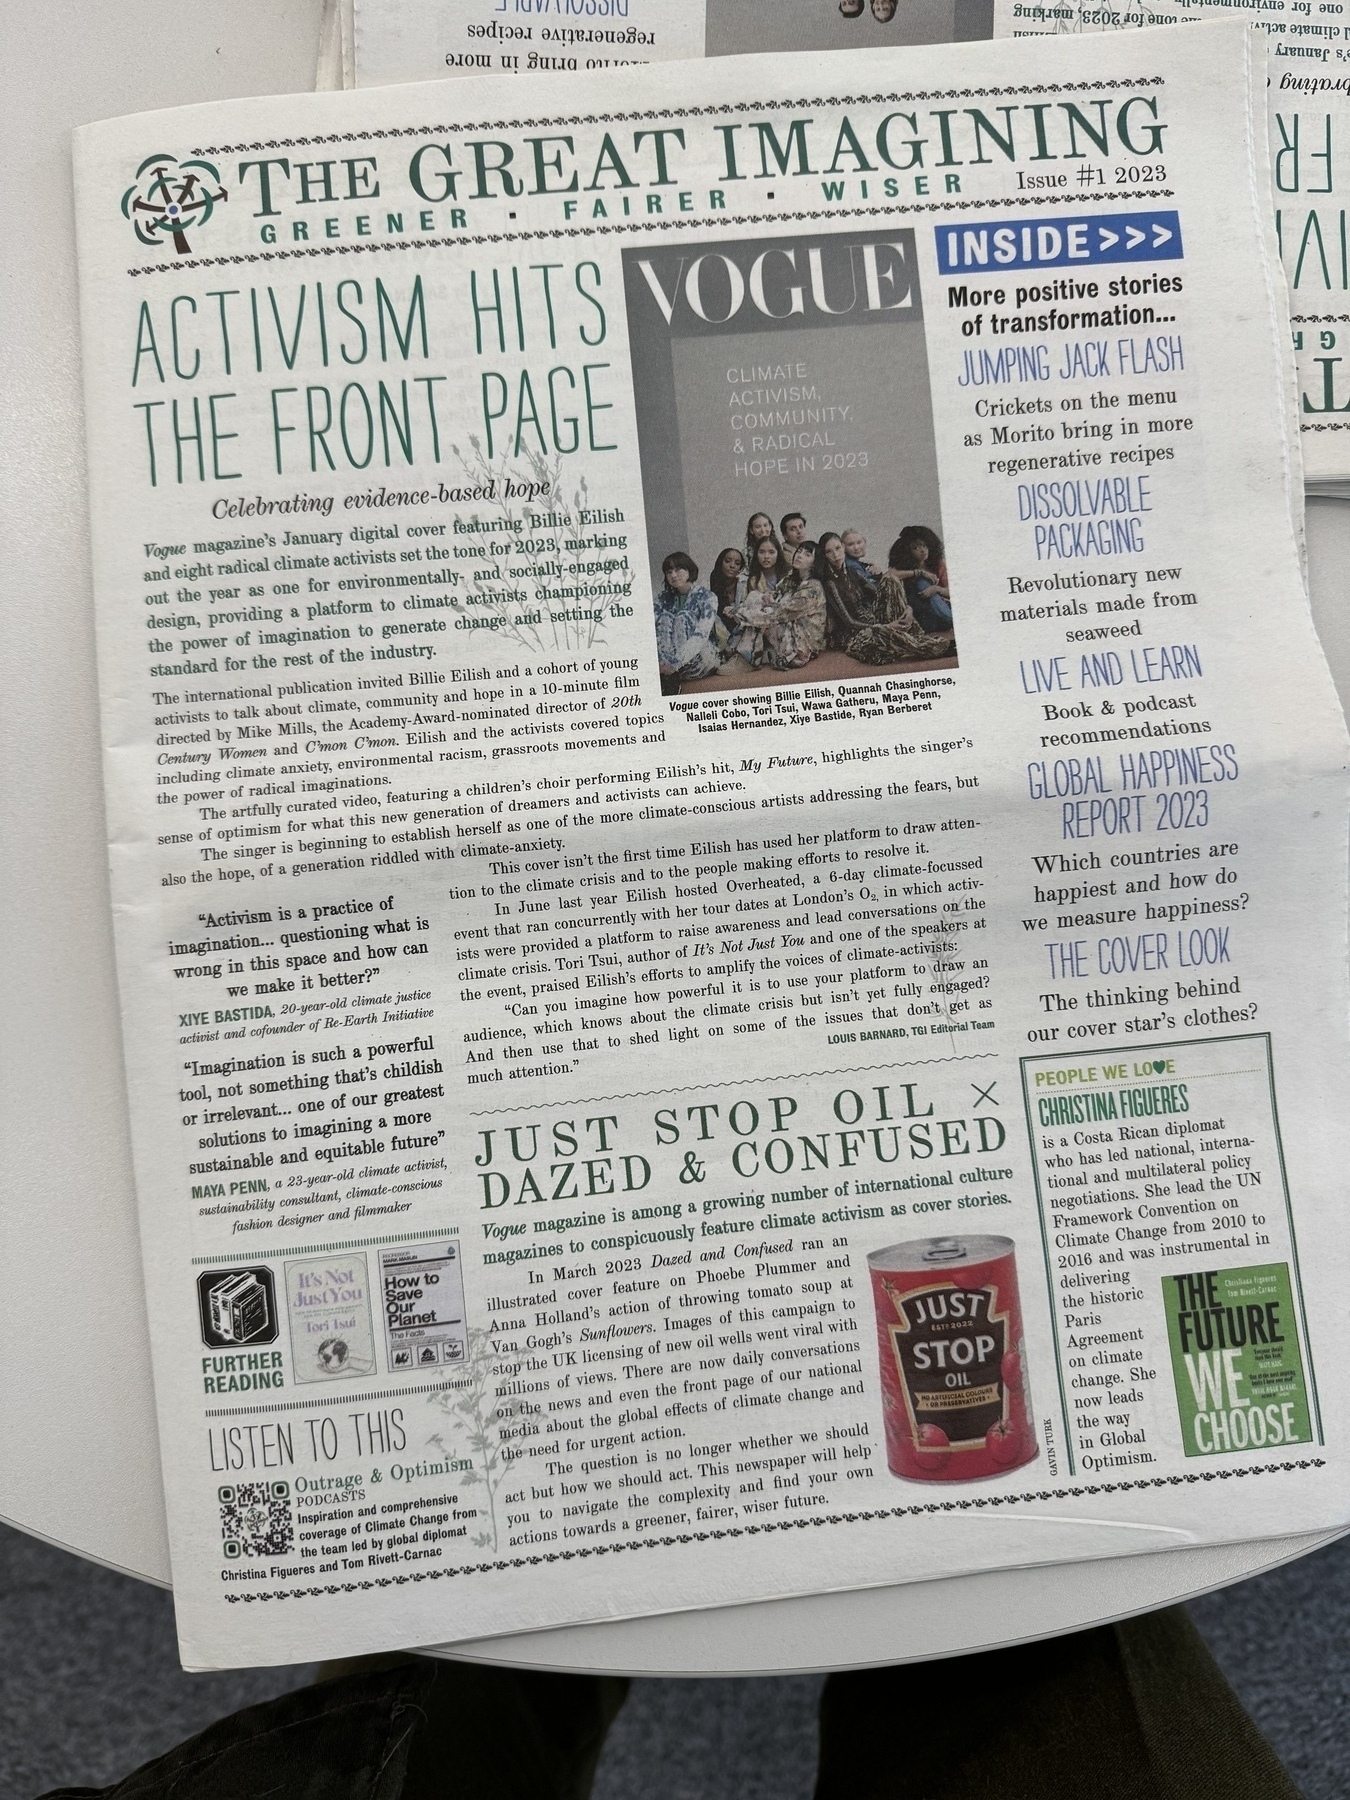 THE GREAT IMAGINING
GREENER · FAIRER · WISER
Issue #1 2023
ACTIVISM HITS
THE FRONT PAGE
Celebrating evidence-based hope
Vogue magazine's January digital cover featuring Billie Eilish
and eight radical climate activists set the tone for 2023, marking
out the year as one for environmentally- and socially-engaged
design, providing a platform to climate activists championing
the power of imagination to generate change and setting the
standard for the rest of the industry.
The international publication invited Billie Eilish and a cohort of young
activists to talk about climate, community and hope in a 10-minute film
directed by Mike Mills, the Academy-Award-nominated director of 20th
Century Women and C'mon C'mon. Eilish and the activists covered topics
including climate anxiety, environmental racism, grassroots movements and
the power of radical imaginations.
The artfully curated video, featuring a children's choir performing Eilish's hit, My Future, highlights the singer's
sense of optimism for what this new generation of dreamers and activists can achieve.
The singer is beginning to establish herself as one of the more climate-conscious artists addressing the fears, but
also the hope, of a generation riddled with climate-anxiety.
VOGUE
CLIMATE
ACTIVISM,
COMMUNITY,
& RADICAL
HOPE IN 2023
Vogue cover showing Billie Eilish, Quannah Chasinghorse,
Nalleli Cobo, Tori Tsui, Wawa Gatheru, Maya Penn,
Isaias Hernandez, Xiye Bastide, Ryan Berberet
This cover isn't the first time Eilish has used her platform to draw atten-
tion to the climate crisis and to the people making efforts to resolve it.
In June last year Eilish hosted Overheated, a 6-day climate-focussed
event that ran concurrently with her tour dates at London's O2, in which activ-
ists were provided a platform to raise awareness and lead conversations on the
climate crisis. Tori Tsui, author of It's Not Just You and one of the speakers at
the event, praised Eilish's efforts to amplify the voices of climate-activists:
"Can you imagine how powerful it is to use your platform to draw an
audience, which knows about the climate crisis but isn't yet fully engaged?
And then use that to shed light on some of the issues that don't get as
much attention."
LOUIS BARNARD, TGI Editorial Team
"Activism is a practice of
imagination... questioning what is
wrong in this space and how can
we make it better?"
XIYE BASTIDA, 20-year-old climate justice
activist and cofounder of Re-Earth Initiative
"Imagination is such a powerful
tool, not something that's childish
or irrelevant... one of our greatest
solutions to imagining a more
sustainable and equitable future"
MAYA PENN, a 23-year-old climate activist,
sustainability consultant, climate-conscious
fashion designer and filmmaker
FURTHER
READING
It's Not
Just You
Tori Tsui
How to
Save
Our
Planet
The Facts
LISTEN TO THIS
Outrage & Optimism
PODCASTS
Inspiration and comprehensive
coverage of Climate Change from
the team led by global diplomat
Christina Figueres and Tom Rivett-Carnac
JUST STOP OIL ×
DAZED & CONFUSED
Vogue magazine is among a growing number of international culture
magazines to conspicuously feature climate activism as cover stories.
In March 2023 Dazed and Confused ran an
illustrated cover feature on Phoebe Plummer and
Anna Holland's action of throwing tomato soup at
Van Gogh's Sunflowers. Images of this campaign to
stop the UK licensing of new oil wells went viral with
millions of views. There are now daily conversations
on the news and even the front page of our national
media about the global effects of climate change and
the need for urgent action.
The question is no longer whether we should
act but how we should act. This newspaper will help
you to navigate the complexity and find your own
actions towards a greener, fairer, wiser future.
JUST
ESTD 2022
STOP
OIL
NO ARTIFICIAL COLOURS
OR PRESERVATIVES
GAVIN TURK
INSIDE>>>
More positive stories
of transformation...
JUMPING JACK FLASH
Crickets on the menu
as Morito bring in more
regenerative recipes
DISSOLVABLE
PACKAGING
Revolutionary new
materials made from
seaweed
LIVE AND LEARN
Book & podcast
recommendations
GLOBAL HAPPINESS
REPORT 2023
Which countries are
happiest and how do
we measure happiness?
THE COVER LOOK
The thinking behind
our cover star's clothes?
PEOPLE WE LOVE
CHRISTINA FIGUERES
is a Costa Rican diplomat
who has led national, interna-
tional and multilateral policy
negotiations. She lead the UN
Framework Convention on
Climate Change from 2010 to
2016 and was instrumental in
delivering
the historic
Paris
Agreement
on climate
change. She
now leads
the way
in Global
Optimism.
Christiana Figueres
Tom Rivett-Carnac
THE
FUTURE
WE
CHOOSE